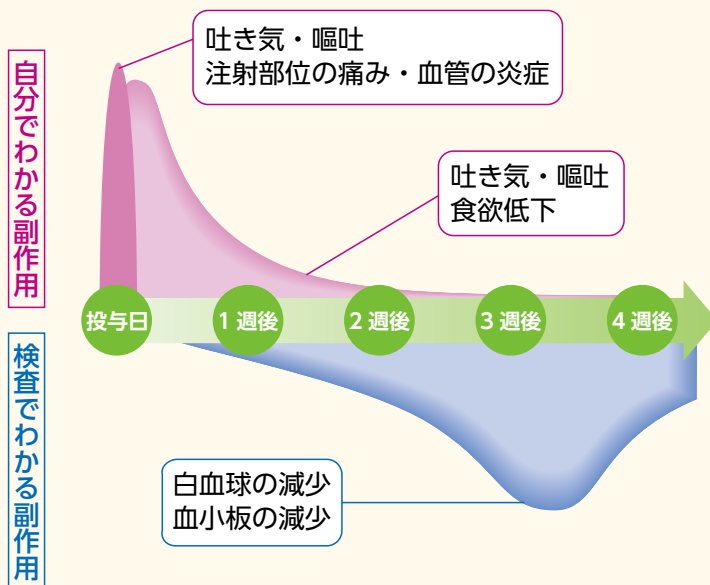 吐き気・嘔吐
注射部位の痛み・血管の炎症
自分でわかる副作用
吐き気・嘔吐
食欲低下
投与日
1週後
2週後
3週後
4週後
検査でわかる副作用
白血球の減少
血小板の減少